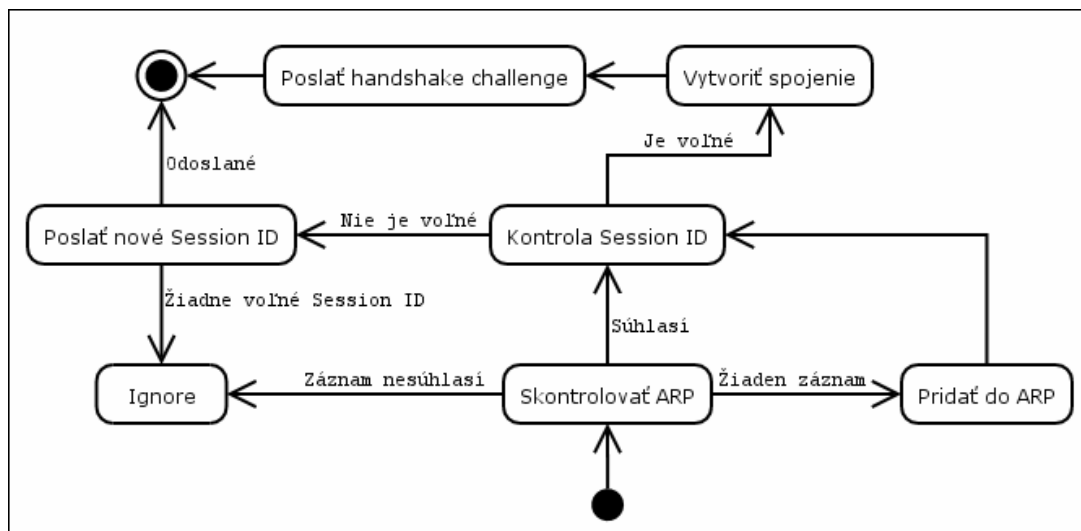 Poslať handshake challenge
Vytvoriť spojenie
Je voľné
Odoslané
Poslať nové Session ID
Nie je voľné
Kontrola Session ID
Žiadne voľné Session ID
Súhlasí
Ignore
Záznam nesúhlasí
Skontrolovať ARP
Žiaden záznam
Pridať do ARP